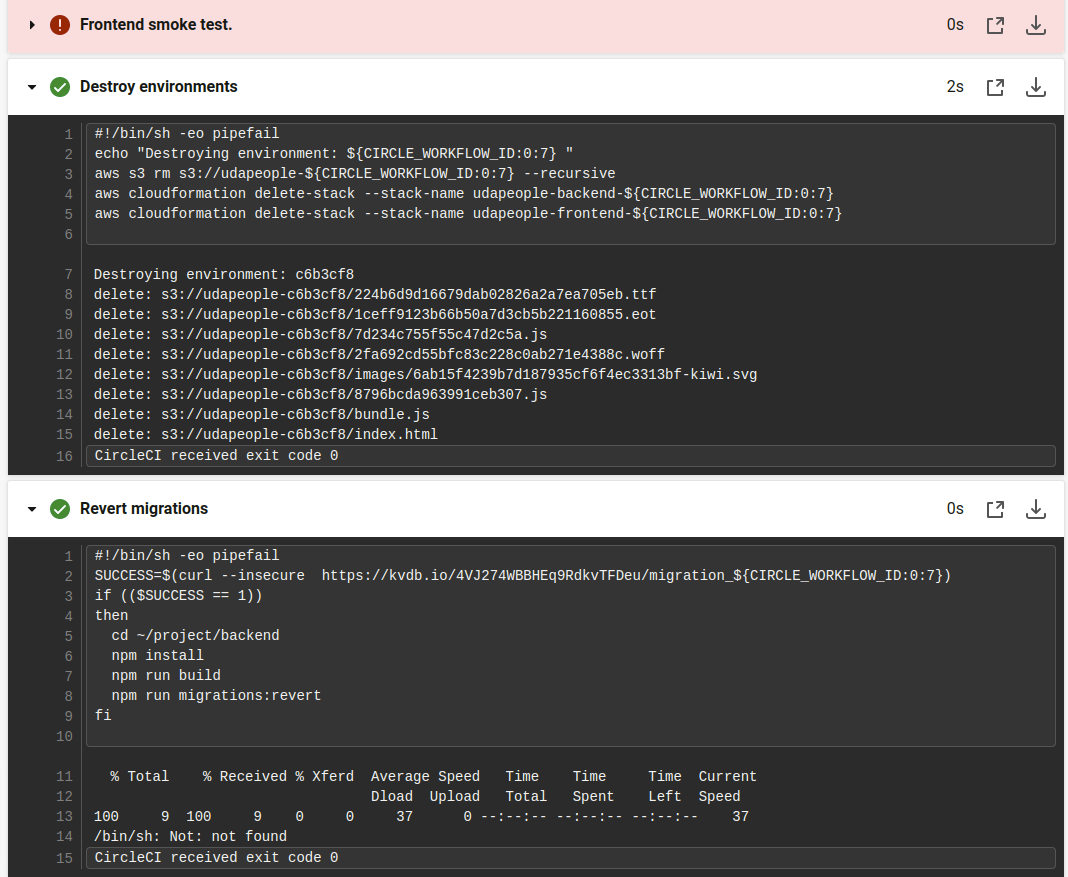 Frontend smoke test. 0s
Destroy environments 2s
1 #!/bin/sh -eo pipefail
2 echo "Destroying environment: ${CIRCLE_WORKFLOW_ID:0:7} "
3 aws s3 rm s3://udapeople-${CIRCLE_WORKFLOW_ID:0:7} --recursive
4 aws cloudformation delete-stack --stack-name udapeople-backend-${CIRCLE_WORKFLOW_ID:0:7}
5 aws cloudformation delete-stack --stack-name udapeople-frontend-${CIRCLE_WORKFLOW_ID:0:7}
6
7 Destroying environment: c6b3cf8
8 delete: s3://udapeople-c6b3cf8/224b6d9d16679dab02826a2a7ea705eb.ttf
9 delete: s3://udapeople-c6b3cf8/1ceff9123b66b50a7d3cb5b221160855.eot
10 delete: s3://udapeople-c6b3cf8/7d234c755f55c47d2c5a.js
11 delete: s3://udapeople-c6b3cf8/2fa692cd55bfc83c228c0ab271e4388c.woff
12 delete: s3://udapeople-c6b3cf8/images/6ab15f4239b7d187935cf6f4ec3313bf-kiwi.svg
13 delete: s3://udapeople-c6b3cf8/8796bcda963991ceb307.js
14 delete: s3://udapeople-c6b3cf8/bundle.js
15 delete: s3://udapeople-c6b3cf8/index.html
16 CircleCI received exit code 0
Revert migrations 0s
1 #!/bin/sh -eo pipefail
2 SUCCESS=$(curl --insecure  https://kvdb.io/4VJ274WBBHEq9RdkvTFDeu/migration_${CIRCLE_WORKFLOW_ID:0:7})
3 if (($SUCCESS == 1))
4 then
5   cd ~/project/backend
6   npm install
7   npm run build
8   npm run migrations:revert
9 fi
10
11   % Total    % Received % Xferd  Average Speed   Time    Time     Time  Current
12                                  Dload  Upload   Total   Spent    Left  Speed
13 100     9  100     9    0     0     37      0 --:--:-- --:--:-- --:--:--    37
14 /bin/sh: Not: not found
15 CircleCI received exit code 0